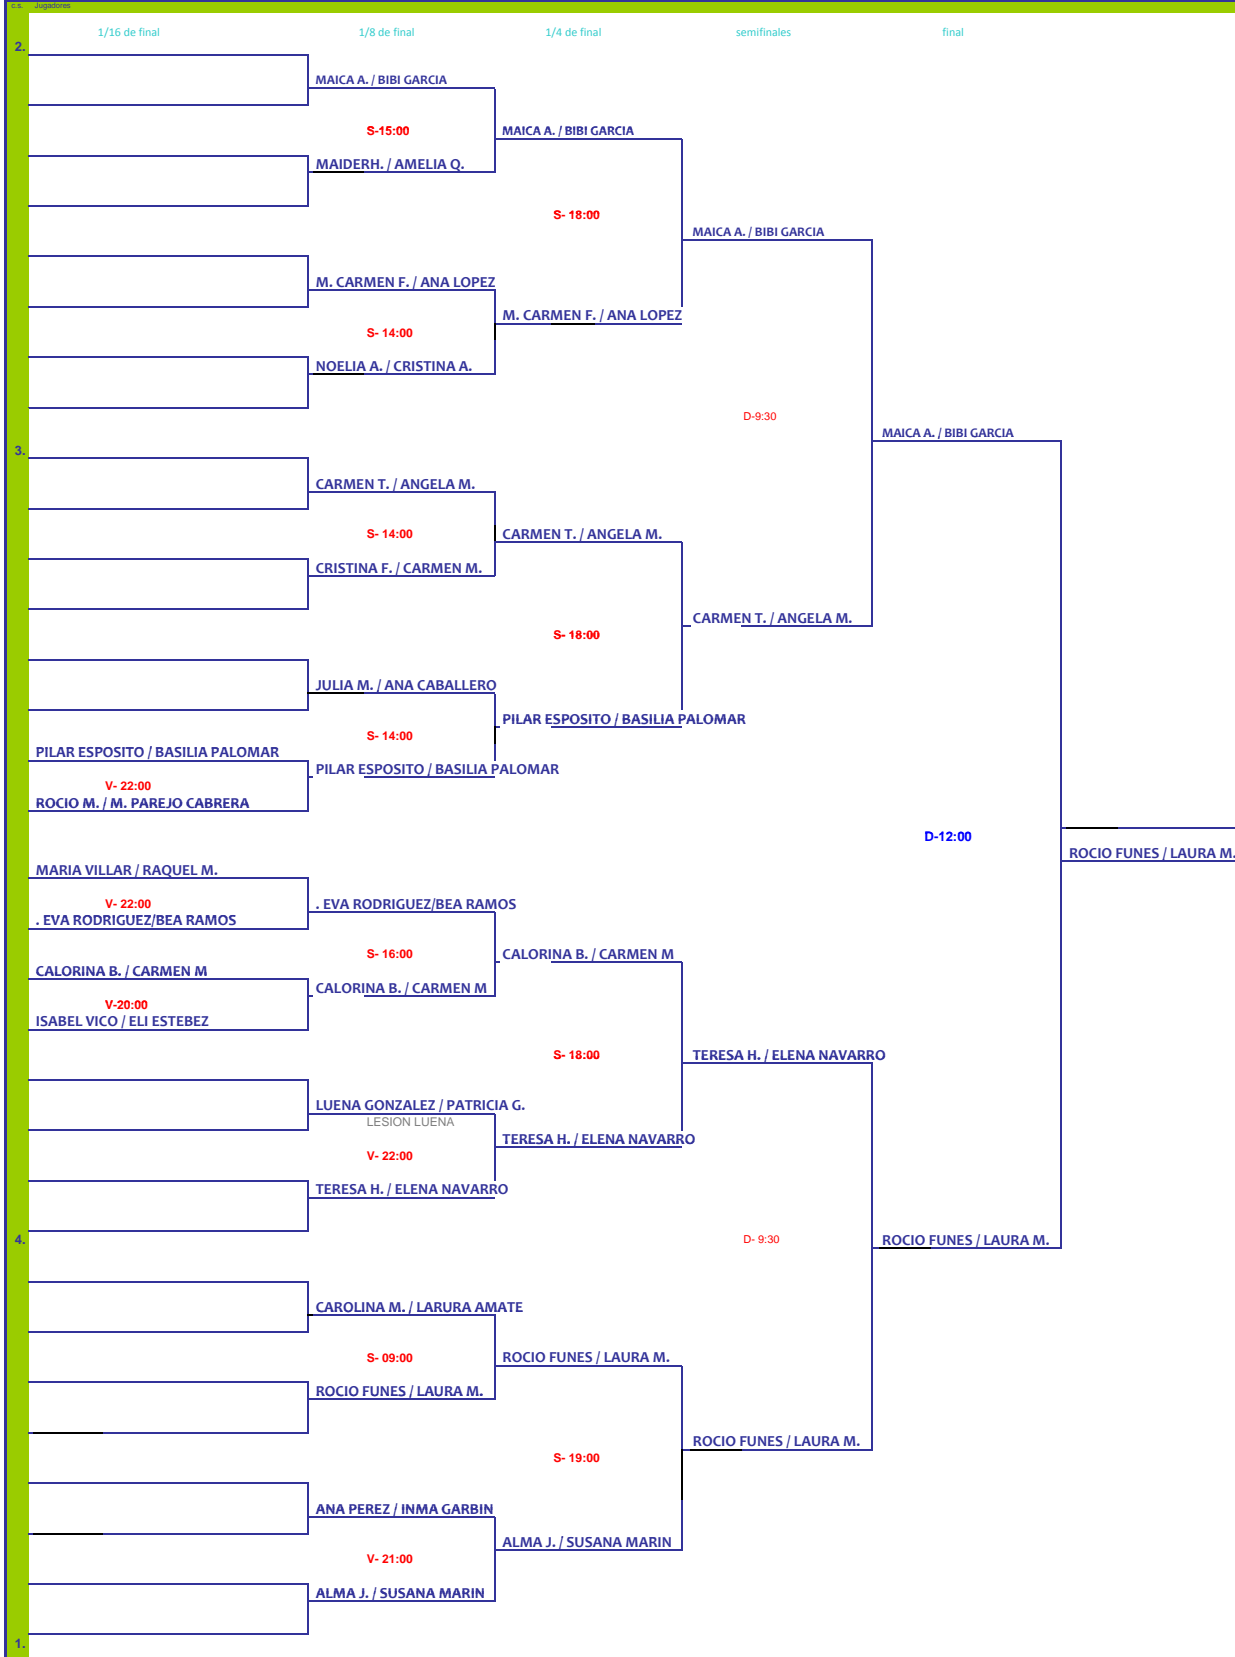 c.s. Jugadores
1/16 de final 1/8 de final 1/4 de final semifinales final
2.
MAICA A. / BIBI GARCIA
S-15:00 MAICA A. / BIBI GARCIA
MAIDERH. / AMELIA Q.
S- 18:00
MAICA A. / BIBI GARCIA
M. CARMEN F. / ANA LOPEZ
M. CARMEN F. / ANA LOPEZ
S- 14:00
NOELIA A. / CRISTINA A.
D-9:30
MAICA A. / BIBI GARCIA
3.
CARMEN T. / ANGELA M.
S- 14:00 CARMEN T. / ANGELA M.
CRISTINA F. / CARMEN M.
CARMEN T. / ANGELA M.
S- 18:00
JULIA M. / ANA CABALLERO
PILAR ESPOSITO / BASILIA PALOMAR
S- 14:00
PILAR ESPOSITO / BASILIA PALOMAR
PILAR ESPOSITO / BASILIA PALOMAR
V- 22:00
ROCIO M. / M. PAREJO CABRERA
D-12:00
ROCIO FUNES / LAURA M.
MARIA VILLAR / RAQUEL M.
V- 22:00 . EVA RODRIGUEZ/BEA RAMOS
. EVA RODRIGUEZ/BEA RAMOS
S- 16:00 CALORINA B. / CARMEN M
CALORINA B. / CARMEN M
CALORINA B. / CARMEN M
V-20:00
ISABEL VICO / ELI ESTEBEZ
S- 18:00 TERESA H. / ELENA NAVARRO
LUENA GONZALEZ / PATRICIA G.
LESION LUENA
TERESA H. / ELENA NAVARRO
V- 22:00
TERESA H. / ELENA NAVARRO
4. D- 9:30 ROCIO FUNES / LAURA M.
CAROLINA M. / LARURA AMATE
S- 09:00 ROCIO FUNES / LAURA M.
ROCIO FUNES / LAURA M.
ROCIO FUNES / LAURA M.
S- 19:00
ANA PEREZ / INMA GARBIN
ALMA J. / SUSANA MARIN
V- 21:00
ALMA J. / SUSANA MARIN
1.